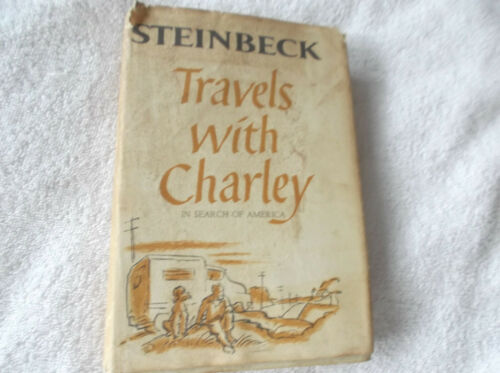 STEINBECK
Travels
with
Charley
IN SEARCH OF AMERICA